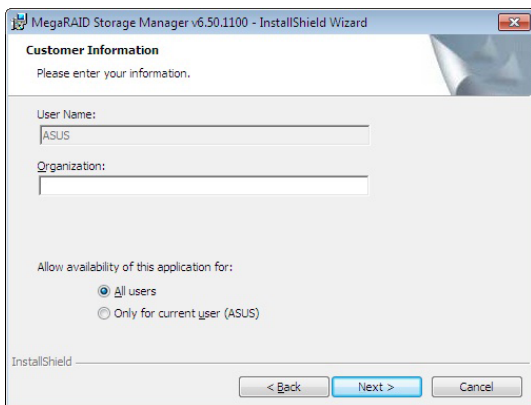 MegaRAID Storage Manager v6.50.1100 - InstallShield Wizard
Customer Information
Please enter your information.
User Name:
ASUS
Organization:
Allow availability of this application for:
All users
Only for current user (ASUS)
InstallShield
< Back Next > Cancel